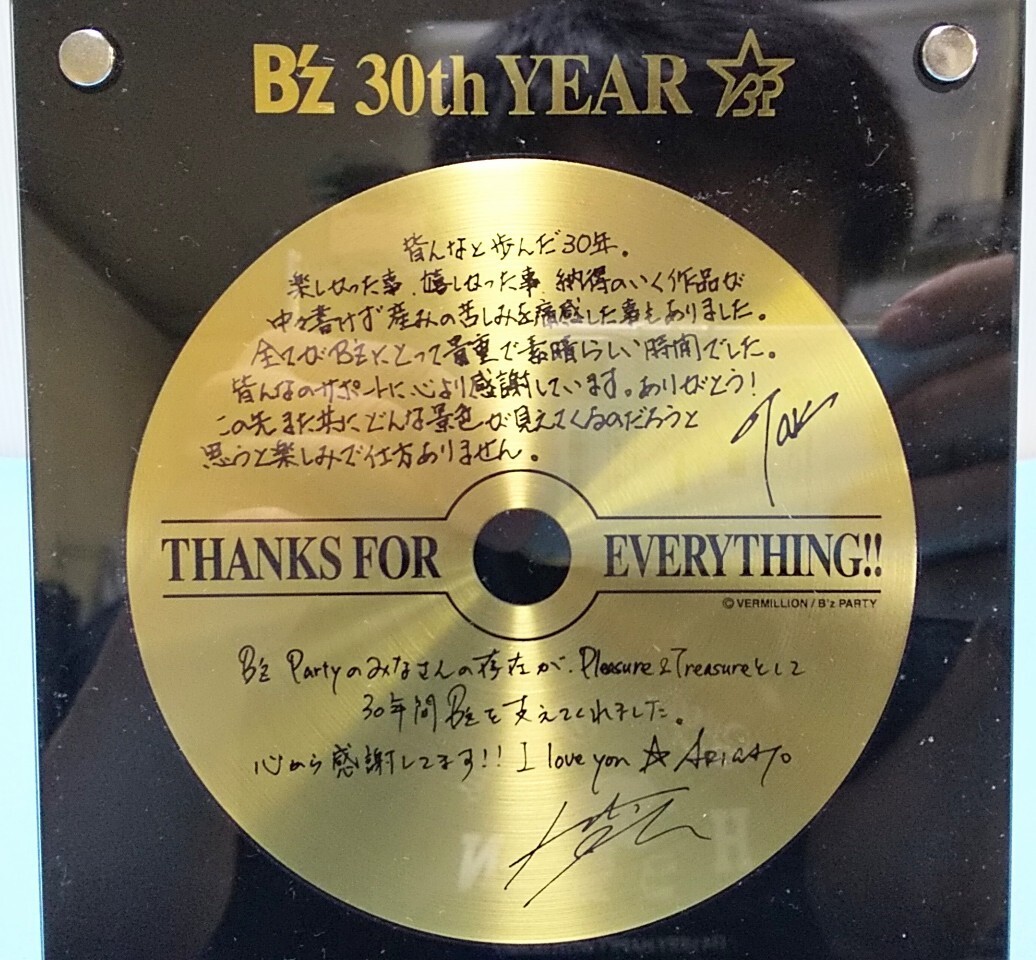 B'z 30th YEAR BP
皆んなと歩んだ30年。
楽しかった事、嬉しかった事、納得のいく作品が
中々書けず産みの苦しみを痛感した事もありました。
全てがB'zにとって貴重で素晴らしい時間でした。
皆んなのサポートに心より感謝しています。ありがとう!
この先また共にどんな景色が見えてくるのだろうと
思うと楽しみで仕方ありません。
Tak
THANKS FOR EVERYTHING!!
© VERMILLION / B'z PARTY
B'z Partyのみなさんの存在が、Pleasure & Treasureとして
30年間B'zを支えてくれました。
心から感謝してます!! I love you ☆ ARIGATO